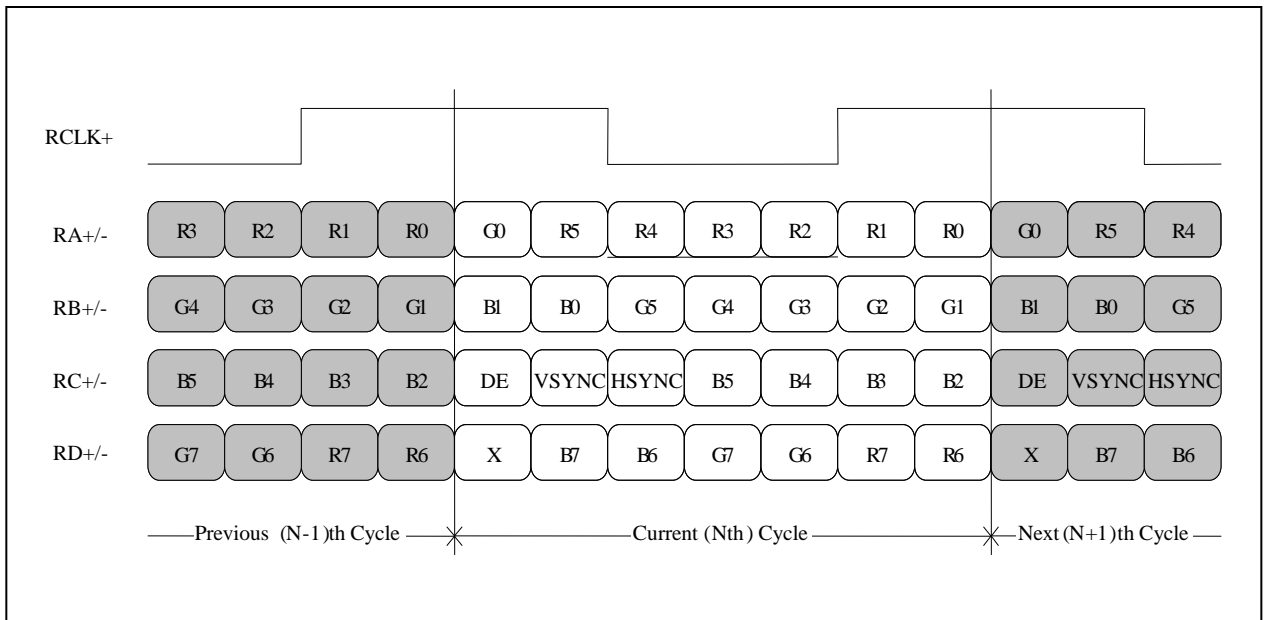 RCLK+
RA+/- R3 R2 R1 R0 G0 R5 R4 R3 R2 R1 R0 G0 R5 R4
RB+/- G4 G3 G2 G1 B1 B0 G5 G4 G3 G2 G1 B1 B0 G5
RC+/- B5 B4 B3 B2 DE VSYNC HSYNC B5 B4 B3 B2 DE VSYNC HSYNC
RD+/- G7 G6 R7 R6 X B7 B6 G7 G6 R7 R6 X B7 B6
Previous (N-1)th Cycle Current (Nth) Cycle Next (N+1)th Cycle